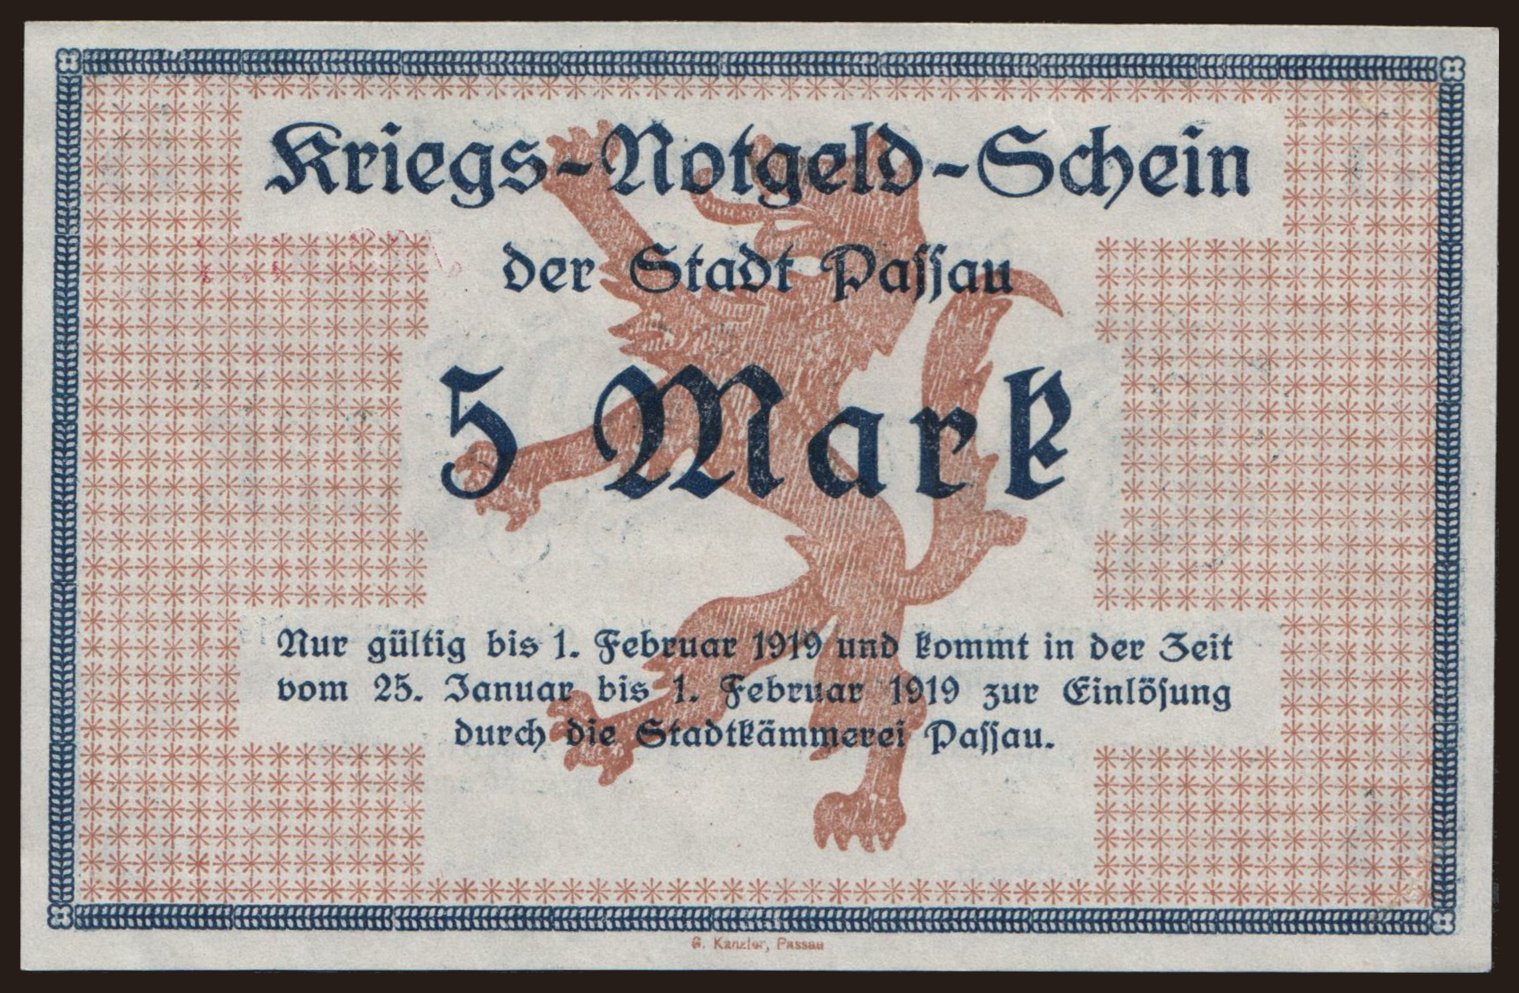 Kriegs-Notgeld-Schein
der Stadt Passau
5 Mark
Nur gültig bis 1. Februar 1919 und kommt in der Zeit
vom 25. Januar bis 1. Februar 1919 zur Einlösung
durch die Stadtkämmerei Passau.
G. Kanzler, Passau